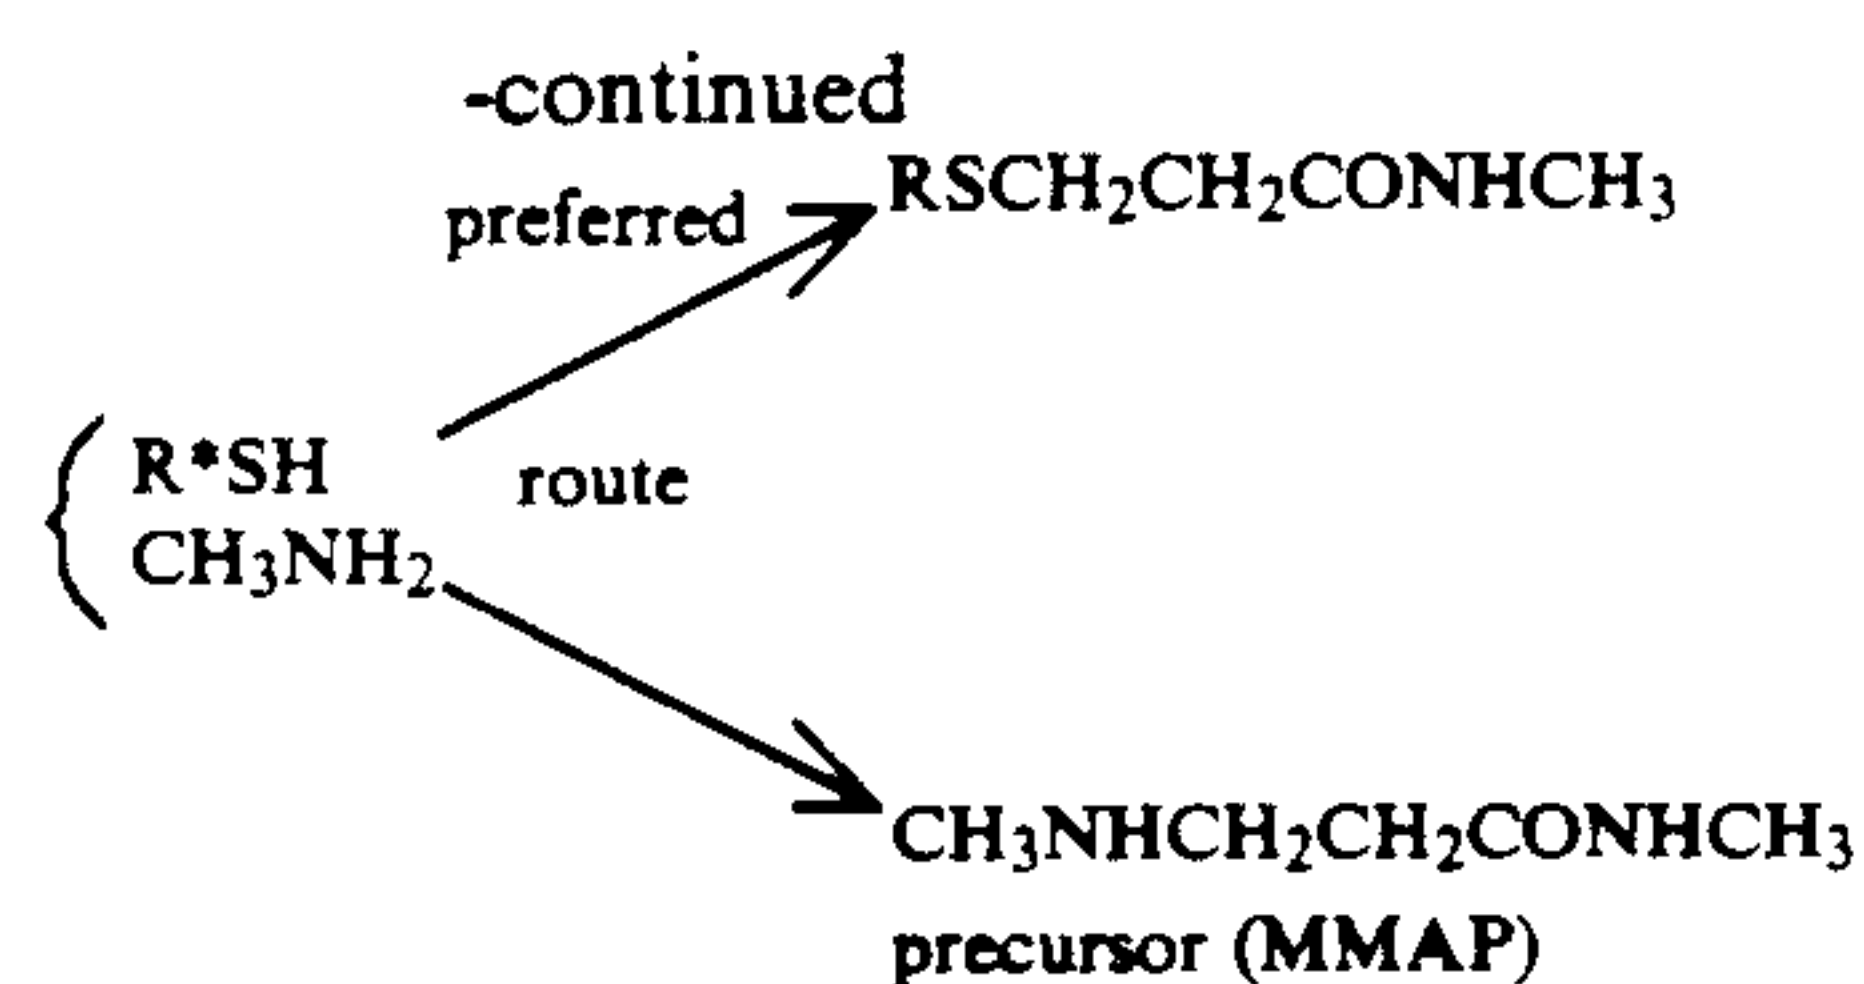 -continued
preferred
RSCH₂CH₂CONHCH₃
R*SH
route
CH₃NH₂
CH₃NHCH₂CH₂CONHCH₃
precursor (MMAP)